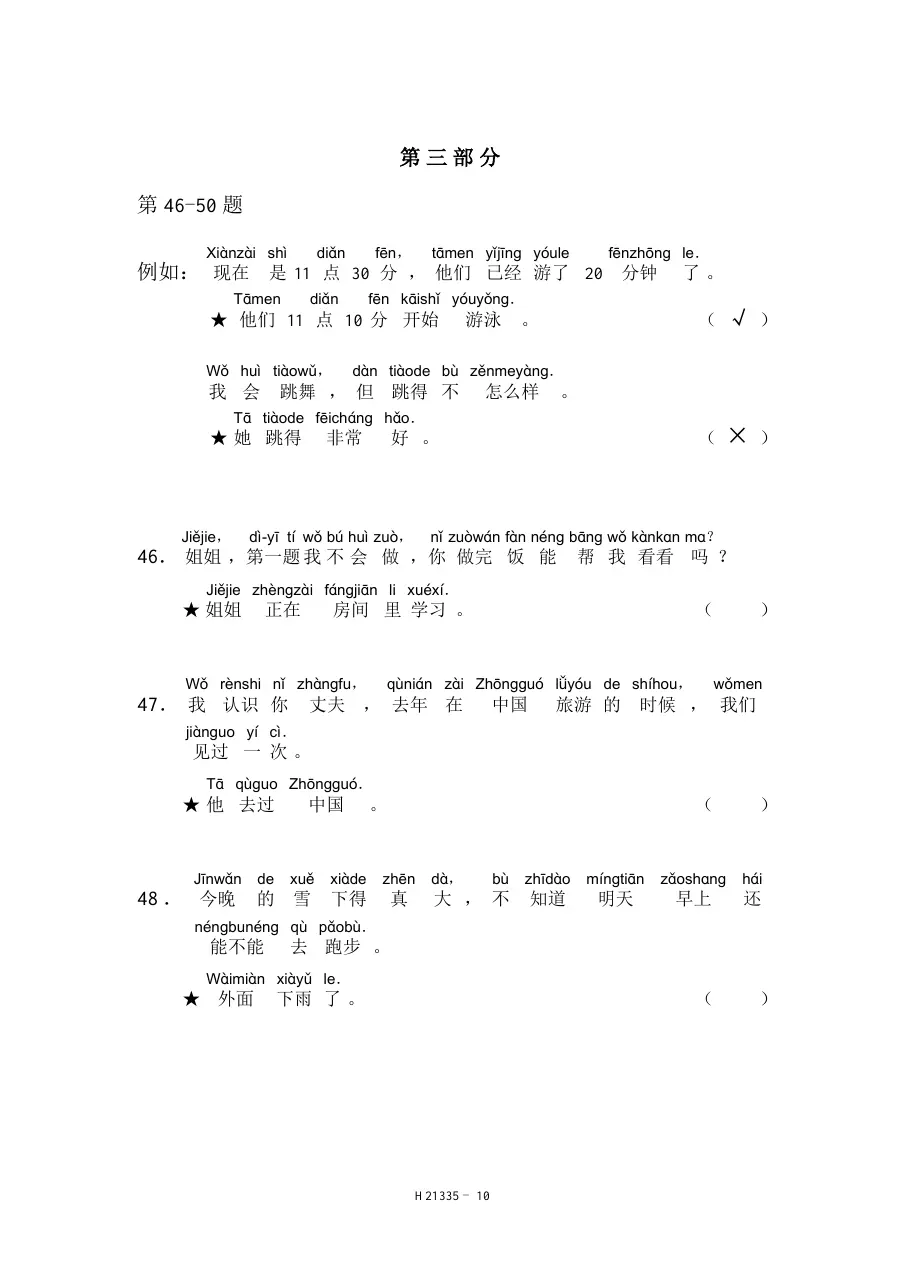 第三部分
第 46-50 题
Xiànzài shì diǎn fēn, tāmen yǐjīng yóule fēnzhōng le.
例如: 现在 是 11 点 30 分 , 他们 已经 游了 20 分钟 了 。
Tāmen diǎn fēn kāishǐ yóuyǒng.
★ 他们 11 点 10 分 开始 游泳 。 ( √ )
Wǒ huì tiàowǔ, dàn tiàode bù zěnmeyàng.
我 会 跳舞 , 但 跳得 不 怎么样 。
Tā tiàode fēicháng hǎo.
★ 她 跳得 非常 好 。 ( × )
Jiějie, dì-yī tí wǒ bú huì zuò, nǐ zuòwán fàn néng bāng wǒ kànkan ma?
46. 姐姐 , 第一题 我 不 会 做 , 你 做完 饭 能 帮 我 看看 吗 ?
Jiějie zhèngzài fángjiān li xuéxí.
★ 姐姐 正在 房间 里 学习 。 ( )
Wǒ rènshi nǐ zhàngfu, qùnián zài Zhōngguó lǚyóu de shíhou, wǒmen
47. 我 认识 你 丈夫 , 去年 在 中国 旅游 的 时候 , 我们
jiànguo yí cì.
见过 一 次 。
Tā qùguo Zhōngguó.
★ 他 去过 中国 。 ( )
Jīnwǎn de xuě xiàde zhēn dà, bù zhīdào míngtiān zǎoshang hái
48. 今晚 的 雪 下得 真 大 , 不 知道 明天 早上 还
néngbunéng qù pǎobù.
能不能 去 跑步 。
Wàimiàn xiàyǔ le.
★ 外面 下雨 了 。 ( )
H21335 - 10